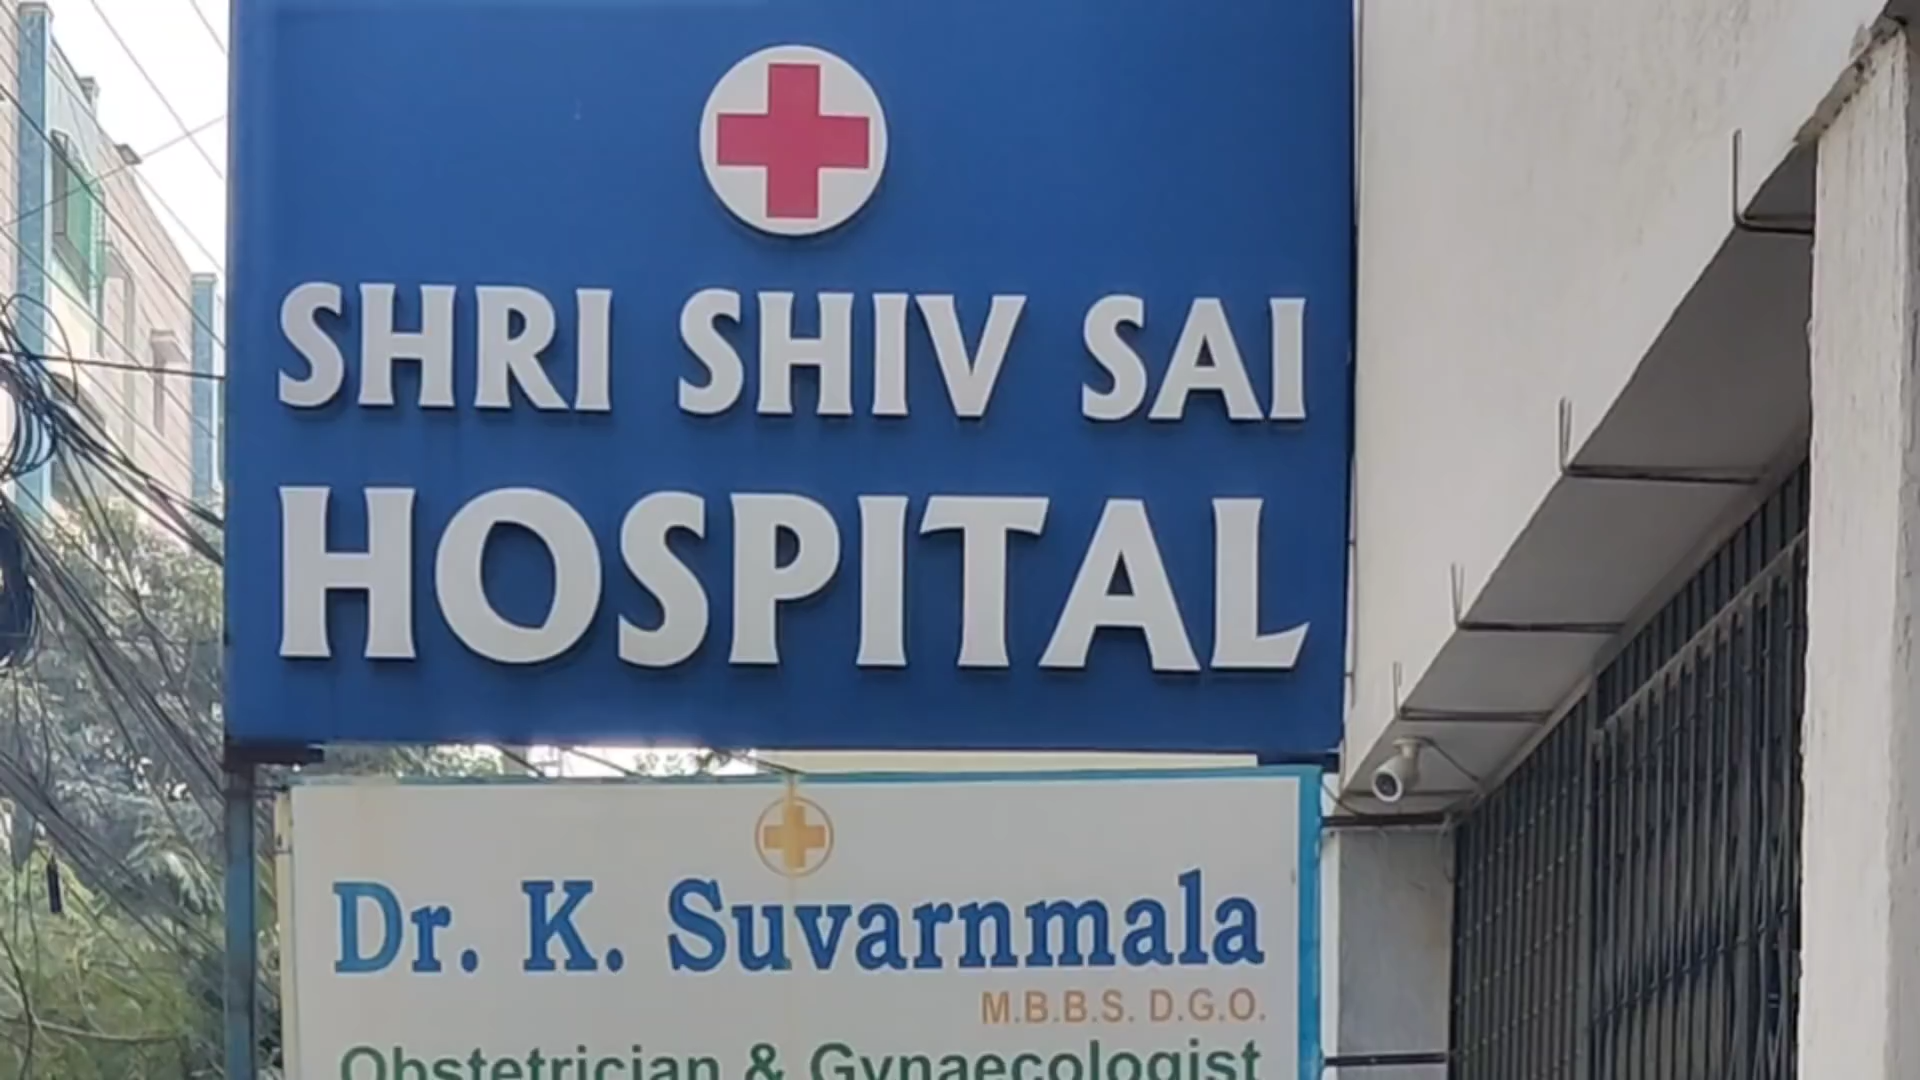 SHRI SHIV SAI
HOSPITAL
Dr. K. Suvarnmala
M.B.B.S. D.G.O.
Obstetrician & Gynaecologist